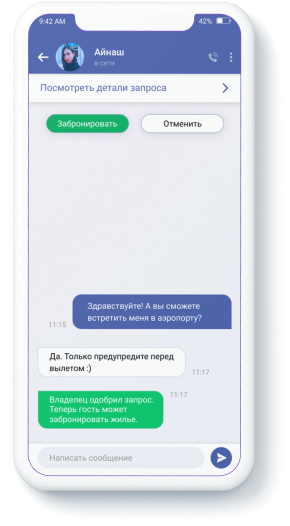 9:42 AM
42%
Айнаш
в сети
Посмотреть детали запроса
Забронировать
Отменить
Здравствуйте! А вы сможете
встретить меня в аэропорту?
11:15
Да. Только предупредите перед
вылетом :)
11:17
Владелец одобрил запрос.
Теперь гость может
забронировать жилье.
11:17
Написать сообщение